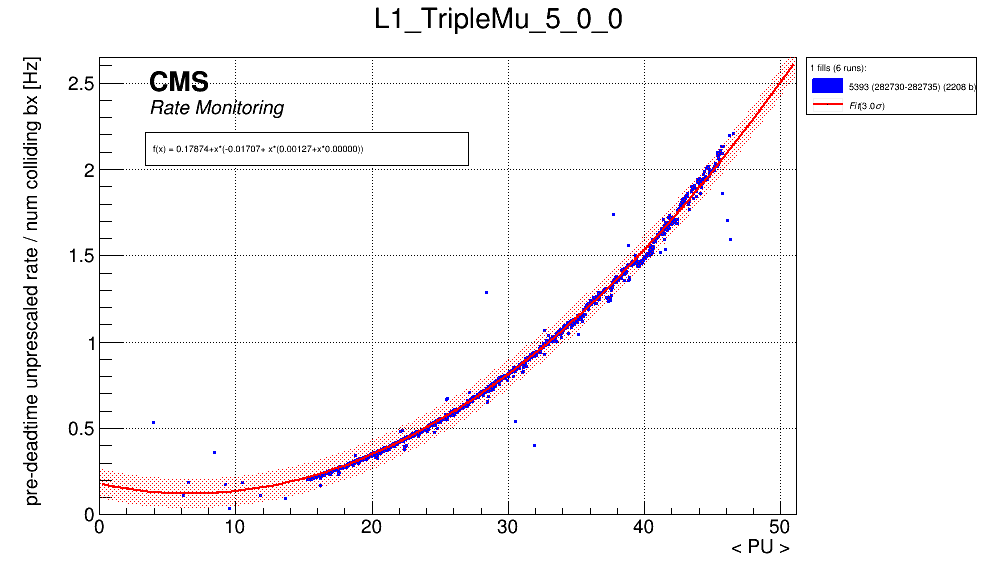 L1_TripleMu_5_0_0
pre-deadtime unprescaled rate / num colliding bx [Hz]
CMS
Rate Monitoring
f(x) = 0.17874+x*(-0.01707+ x*(0.00127+x*0.00000))
2.5
2
1.5
1
0.5
0
0 10 20 30 40 50
< PU >
1 fills (6 runs):
5393 (282730-282735) (2208 b)
Fit(3.0σ)